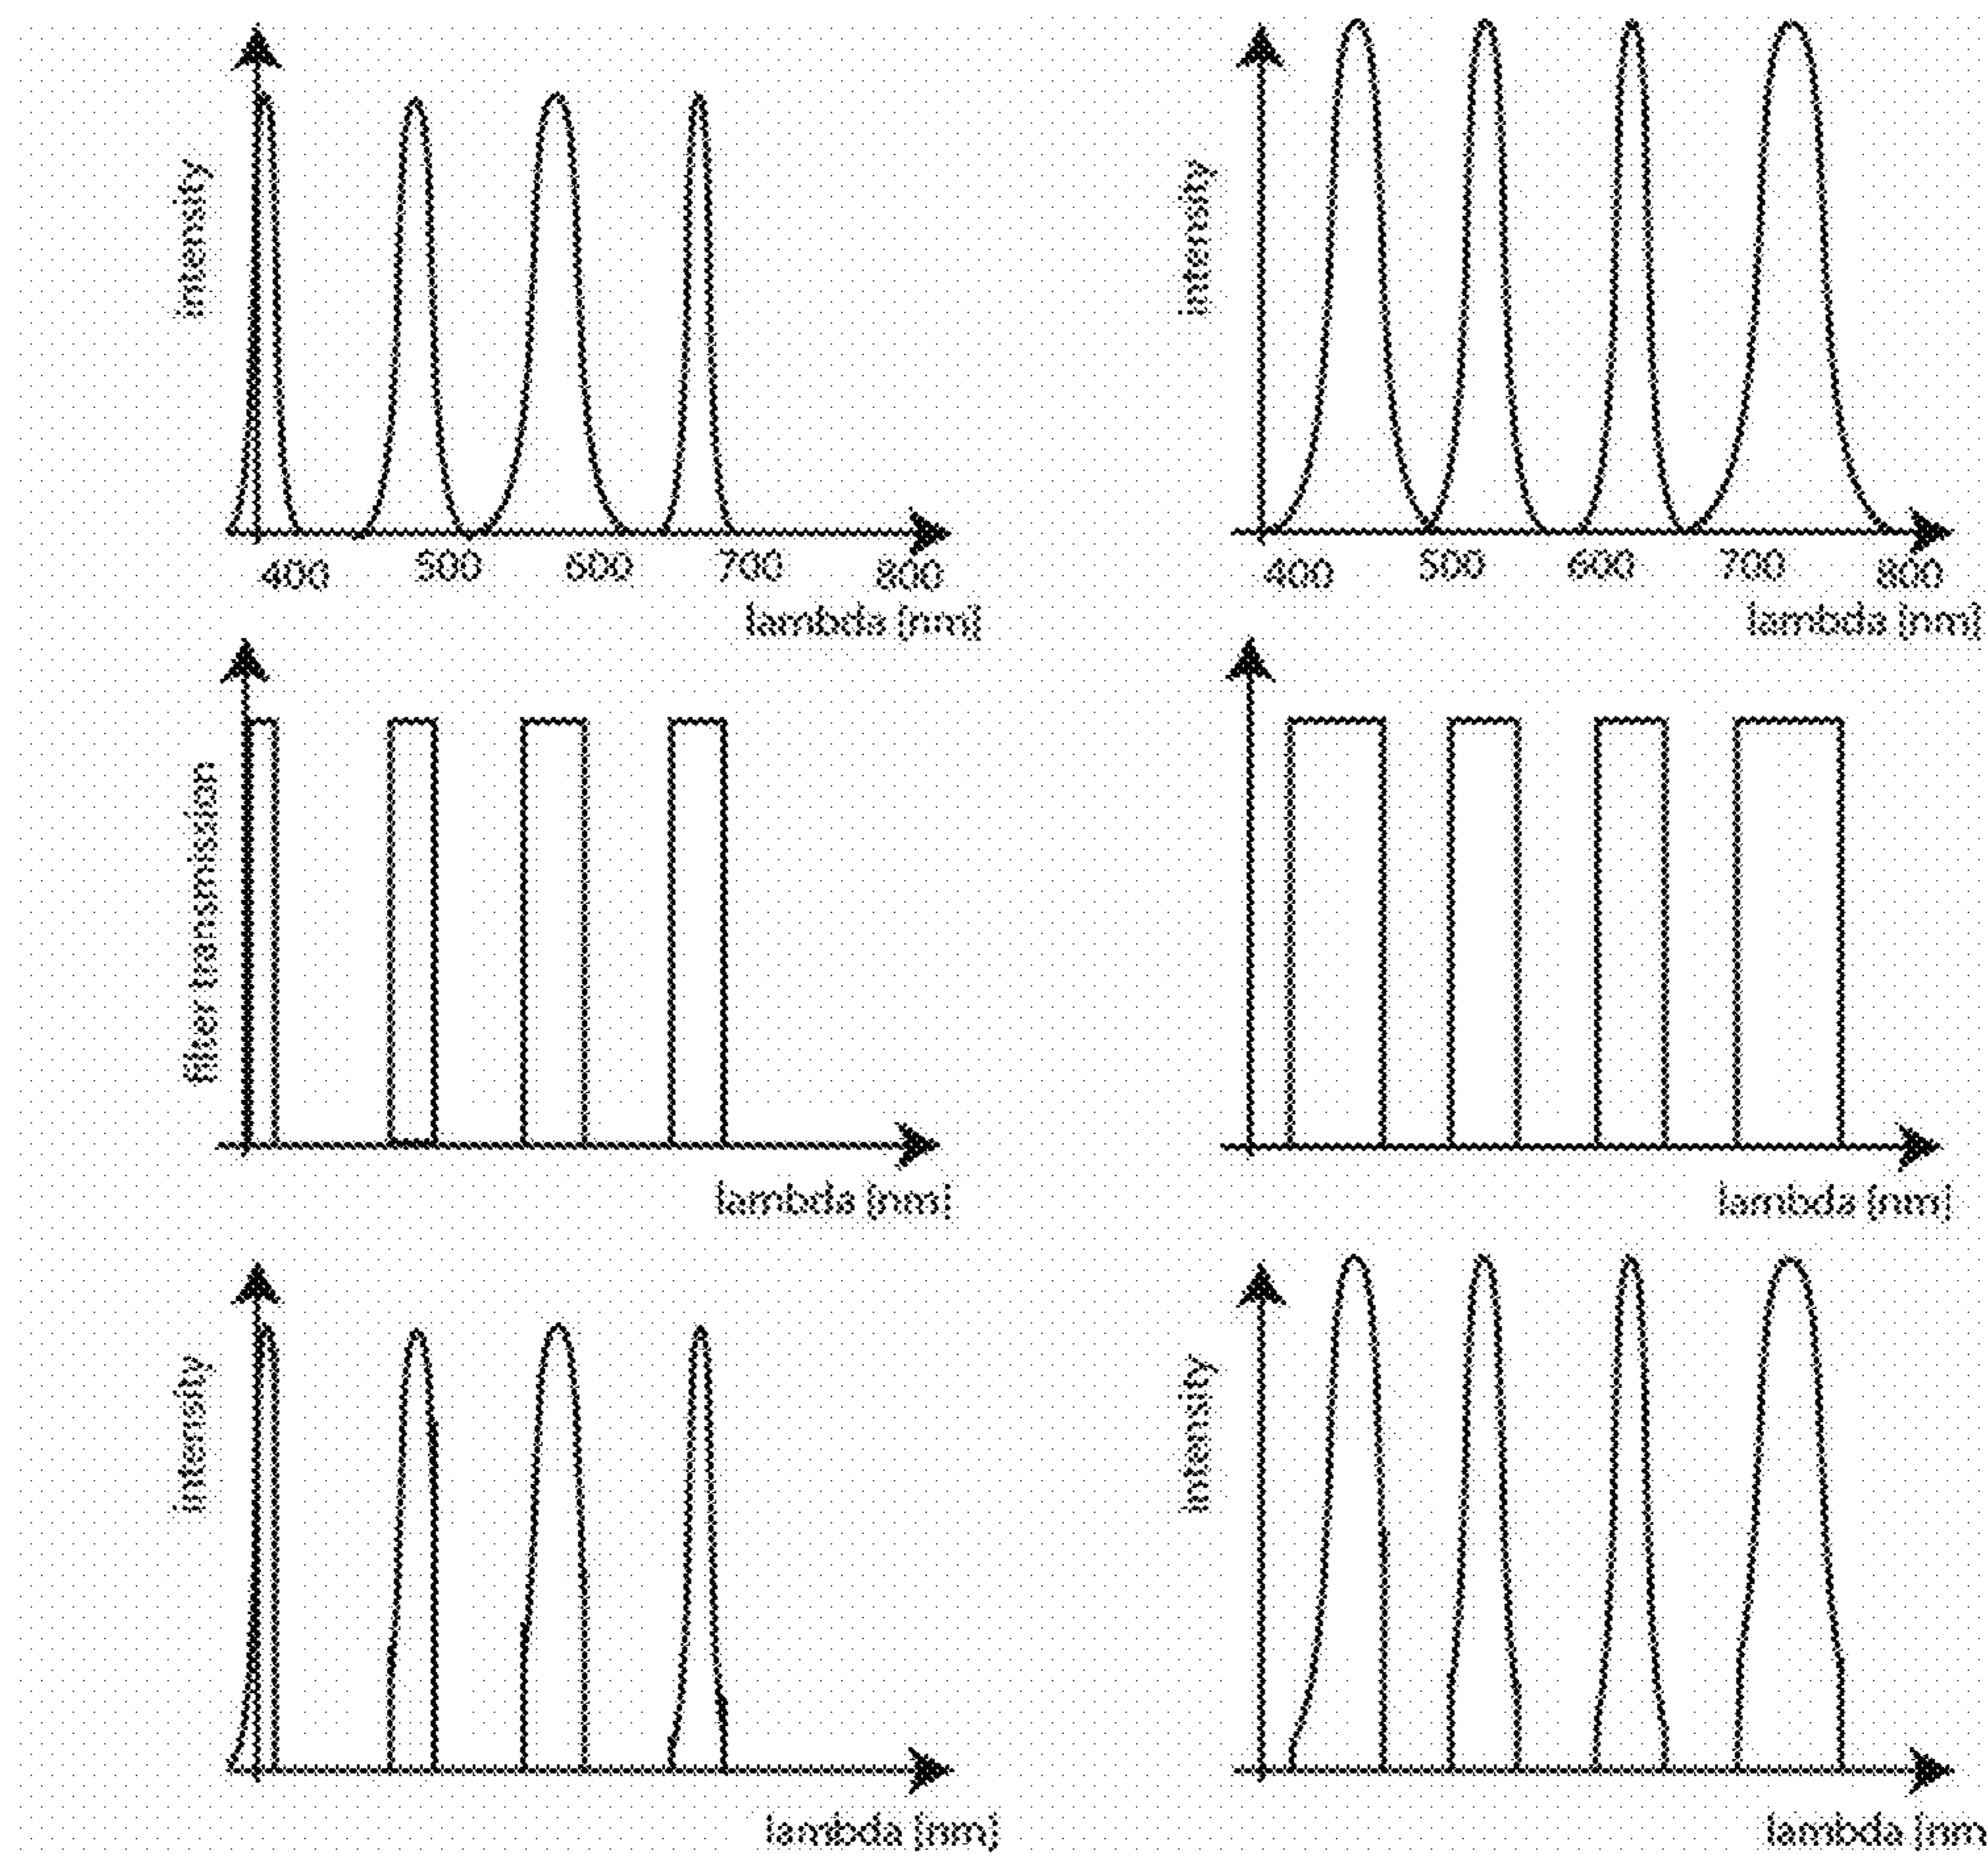 intensity
400 500 600 700 800
lambda [nm]
intensity
400 500 600 700 800
lambda [nm]
filter transmission
lambda [nm]
lambda [nm]
intensity
lambda [nm]
intensity
lambda [nm